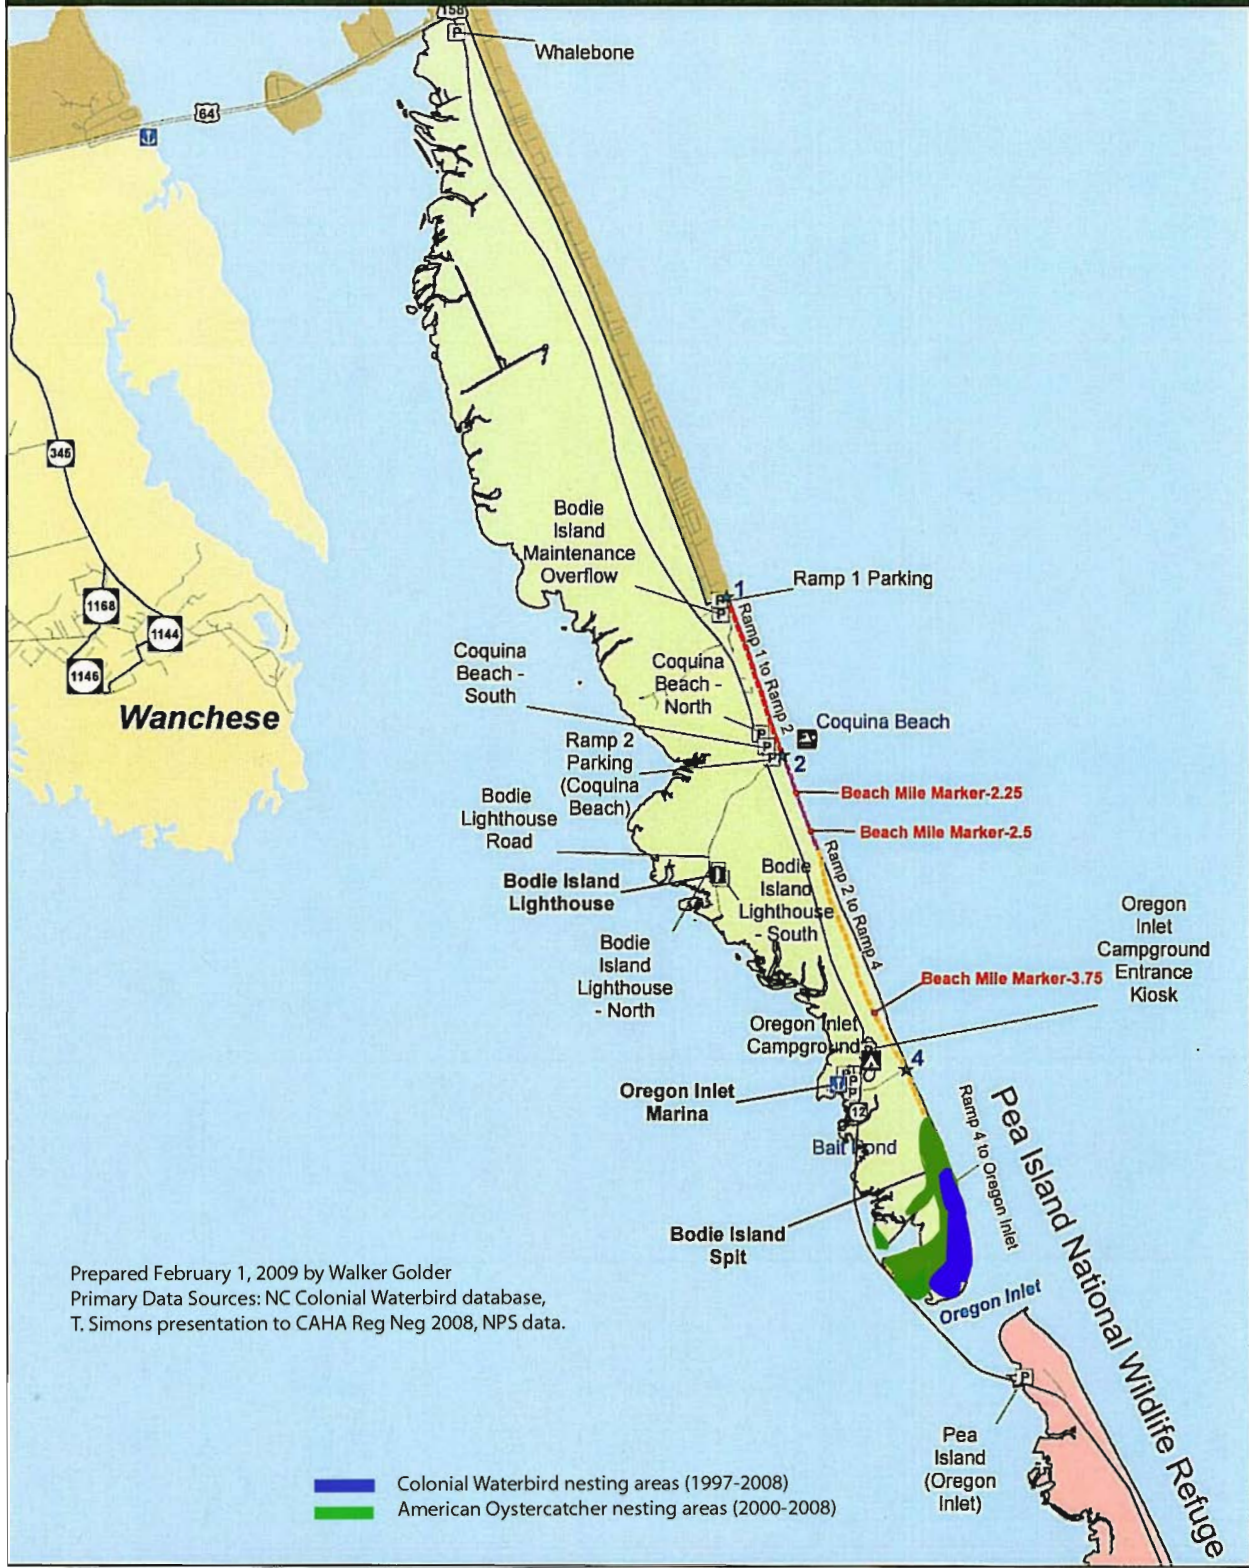 158
P
Whalebone
64
345
Bodie
Island
Maintenance
Overflow
1
Ramp 1 Parking
P
P
1168
1144
1146
Ramp 1 to Ramp 2
Coquina
Beach -
South
Coquina
Beach -
North
Wanchese
Coquina Beach
P
P
P
2
Ramp 2
Parking
(Coquina
Beach)
Beach Mile Marker-2.25
Bodie
Lighthouse
Road
Beach Mile Marker-2.5
Ramp 2 to Ramp 4
Bodie Island
Lighthouse
Bodie
Island
Lighthouse
- South
Oregon
Inlet
Campground
Entrance
Kiosk
Bodie
Island
Lighthouse
- North
Beach Mile Marker-3.75
Oregon Inlet
Campground
4
Oregon Inlet
Marina
P
P
P
12
Bait Pond
Ramp 4 to Oregon Inlet
Pea Island National Wildlife Refuge
Bodie Island
Spit
Prepared February 1, 2009 by Walker Golder
Primary Data Sources: NC Colonial Waterbird database,
T. Simons presentation to CAHA Reg Neg 2008, NPS data.
Oregon Inlet
P
Pea
Island
(Oregon
Inlet)
Colonial Waterbird nesting areas (1997-2008)
American Oystercatcher nesting areas (2000-2008)